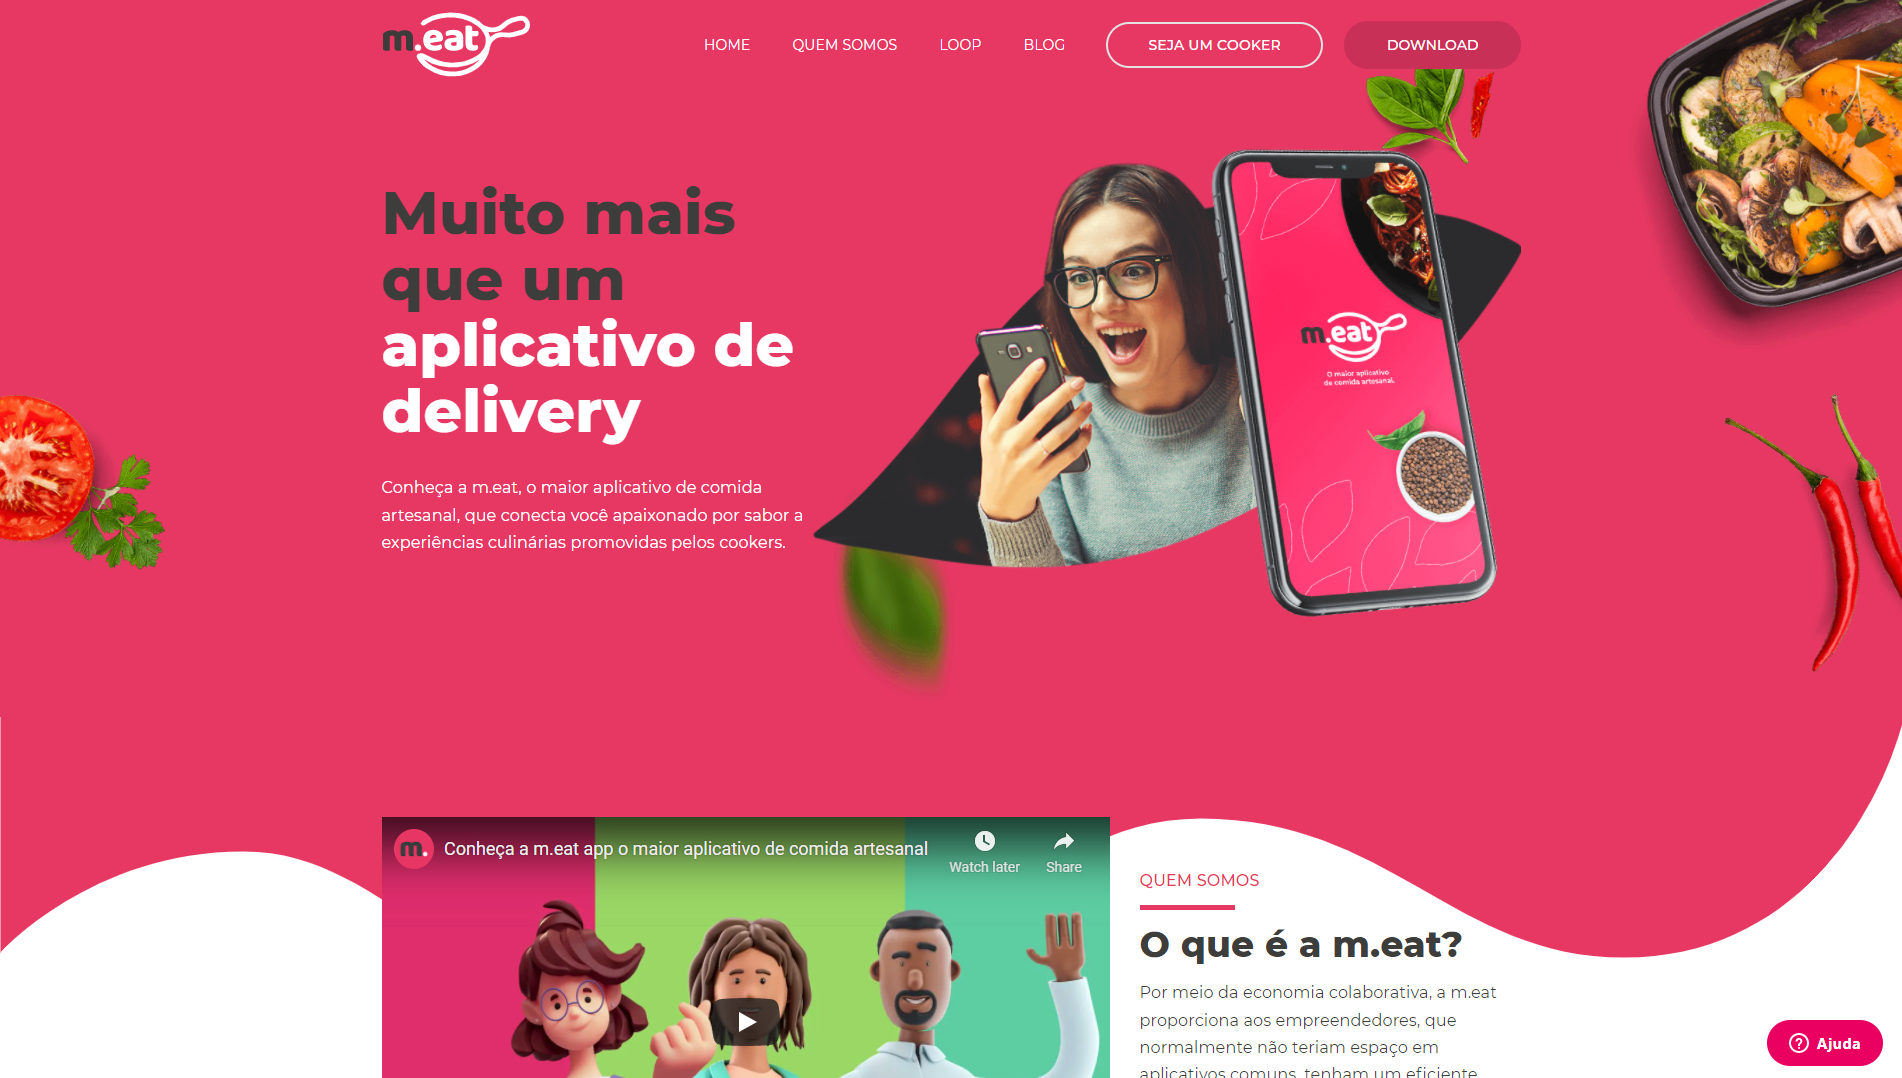 m.eat
HOME
QUEM SOMOS
LOOP
BLOG
SEJA UM COOKER
DOWNLOAD
Muito mais
que um
aplicativo de
delivery
Conheça a m.eat, o maior aplicativo de comida
artesanal, que conecta você apaixonado por sabor a
experiências culinárias promovidas pelos cookers.
m.eat
O maior aplicativo
de comida artesanal.
m.
Conheça a m.eat app o maior aplicativo de comida artesanal
Watch later
Share
QUEM SOMOS
O que é a m.eat?
Por meio da economia colaborativa, a m.eat
proporciona aos empreendedores, que
normalmente não teriam espaço em
aplicativos comuns, tenham um eficiente
Ajuda